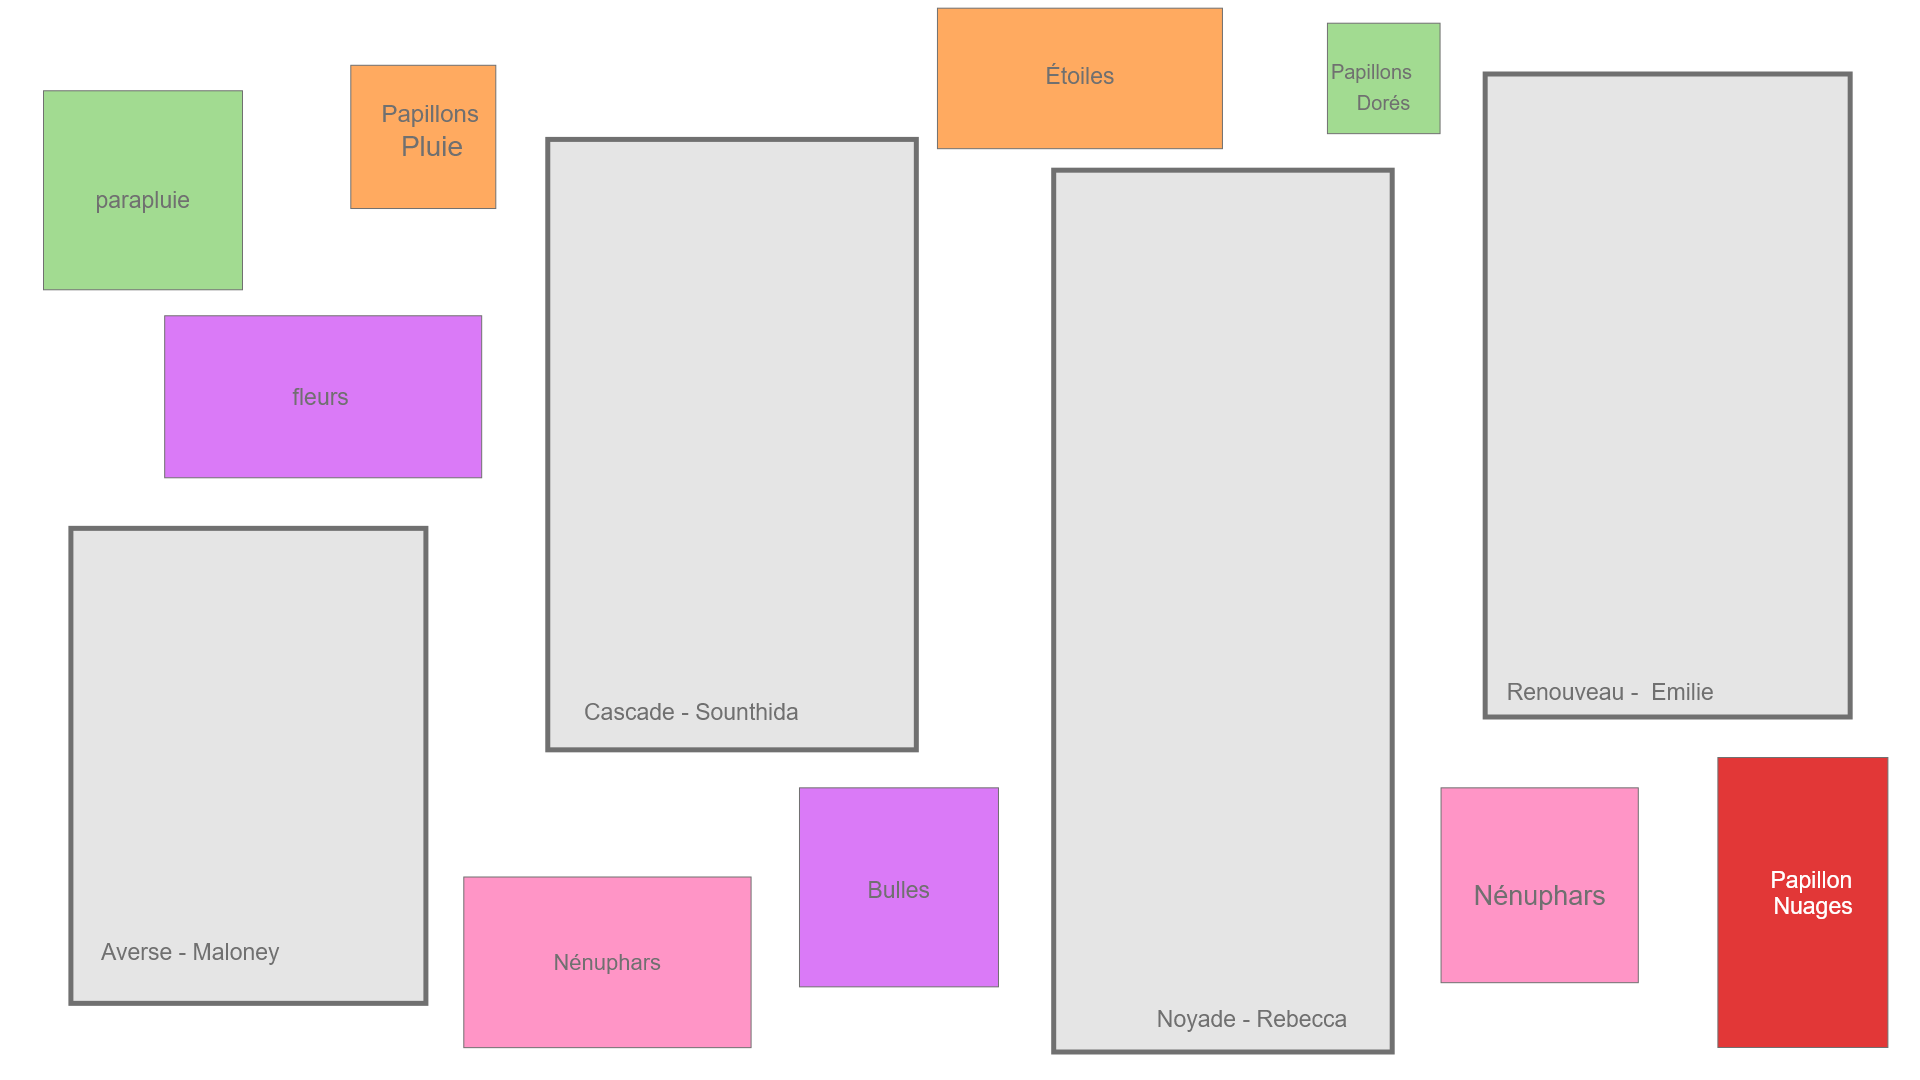 Étoiles
Papillons
Dorés
Papillons
Pluie
parapluie
fleurs
Renouveau -  Emilie
Cascade - Sounthida
Averse - Maloney
Nénuphars
Bulles
Noyade - Rebecca
Nénuphars
Papillon
Nuages